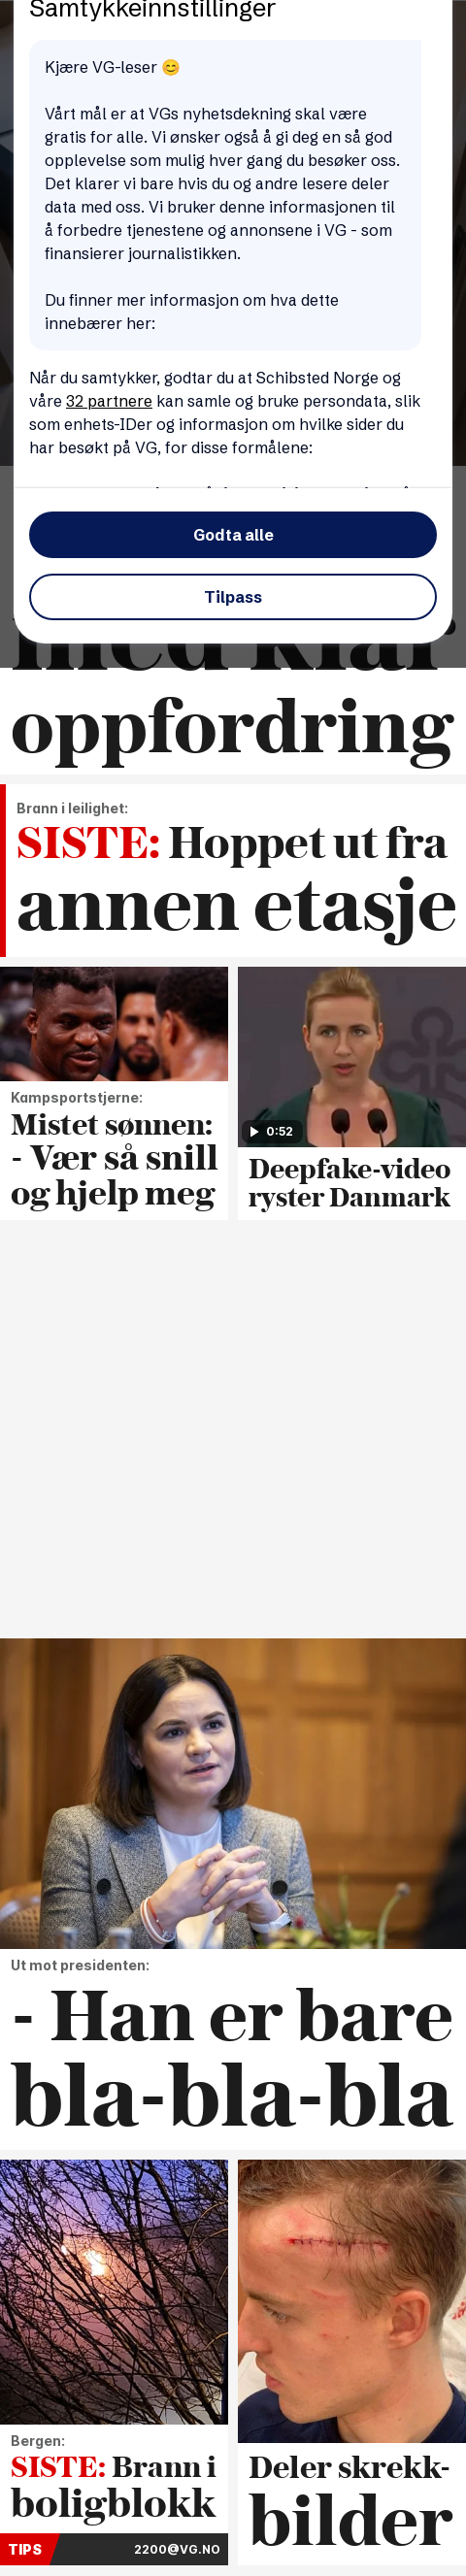 Samtykkeinnstillinger
Kjære VG-leser 😊
Vårt mål er at VGs nyhetsdekning skal være
gratis for alle. Vi ønsker også å gi deg en så god
opplevelse som mulig hver gang du besøker oss.
Det klarer vi bare hvis du og andre lesere deler
data med oss. Vi bruker denne informasjonen til
å forbedre tjenestene og annonsene i VG - som
finansierer journalistikken.
Du finner mer informasjon om hva dette
innebærer her:
Når du samtykker, godtar du at Schibsted Norge og
våre 32 partnere kan samle og bruke persondata, slik
som enhets-IDer og informasjon om hvilke sider du
har besøkt på VG, for disse formålene:
Godta alle
Tilpass
med klar
oppfordring
Brann i leilighet:
SISTE: Hoppet ut fra
annen etasje
Kampsportstjerne:
Mistet sønnen:
- Vær så snill
og hjelp meg
0:52
Deepfake-video
ryster Danmark
Ut mot presidenten:
- Han er bare
bla-bla-bla
Bergen:
SISTE: Brann i
boligblokk
TIPS 2200@VG.NO
Deler skrekk-
bilder